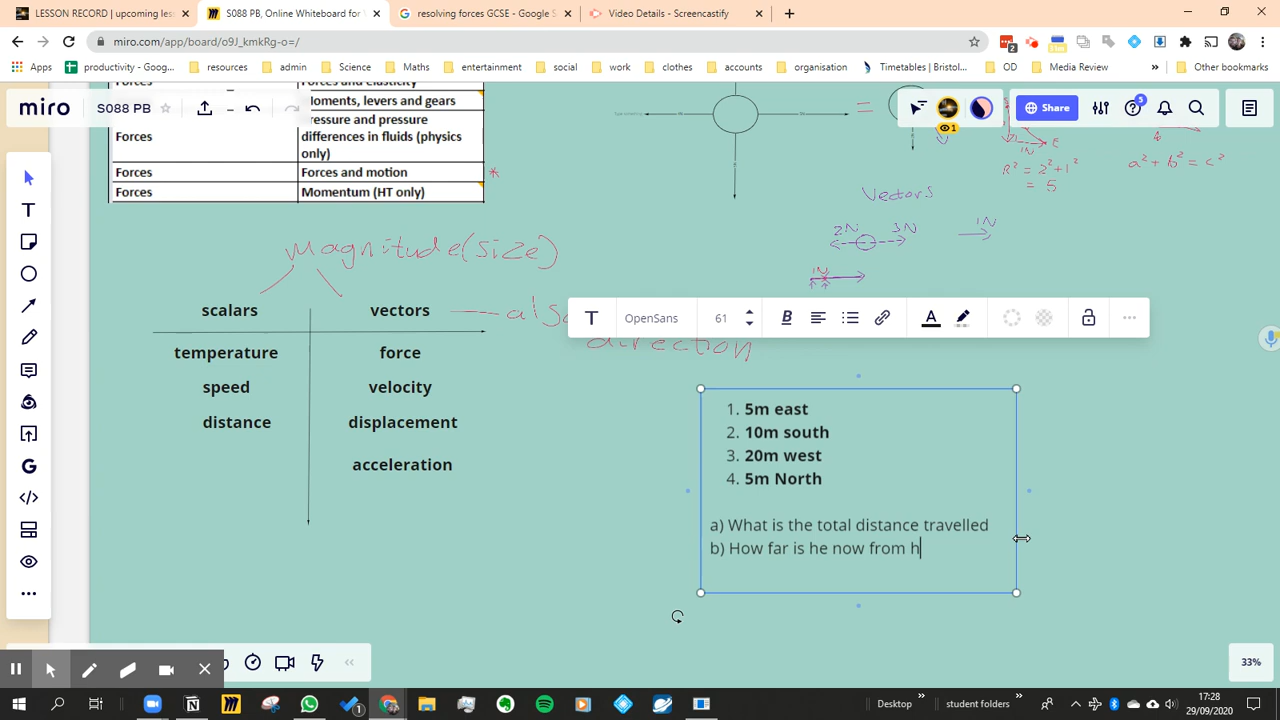 LESSON RECORD | upcoming less
S088 PB, Online Whiteboard for V
resolving forces GCSE - Google S
Video Details - Screencastify
miro.com/app/board/o9J_kmkRg-o=/
Apps
productivity - Goog...
resources
admin
Science
Maths
entertainment
social
work
clothes
accounts
organisation
Timetables | Bristol...
OD
Media Review
Other bookmarks
miro
S088 PB
Share
1
5
Forces
Moments, levers and gears
Forces
pressure and pressure
differences in fluids (physics
only)
Forces
Forces and motion
*
Forces
Momentum (HT only)
=
R² = 2² + 1²
= 5
a² + b² = c²
Vectors
2N
3N
1N
1N
magnitude(size)
scalars
vectors
also
direction
temperature
force
speed
velocity
distance
displacement
acceleration
T
OpenSans
61
B
A
1. 5m east
2. 10m south
3. 20m west
4. 5m North
a) What is the total distance travelled
b) How far is he now from h
33%
Desktop
student folders
17:28
29/09/2020